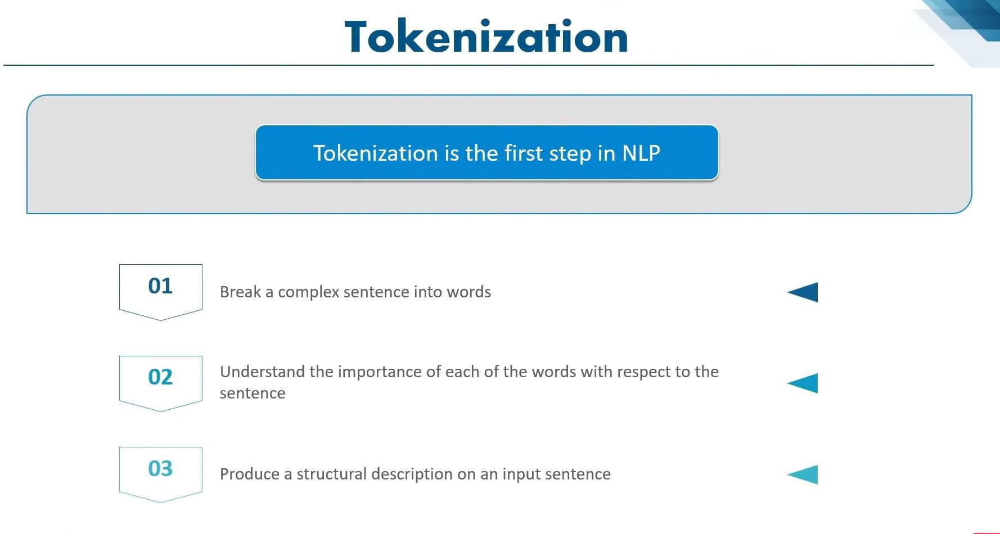 Tokenization
Tokenization is the first step in NLP
01
Break a complex sentence into words
02
Understand the importance of each of the words with respect to the
sentence
03
Produce a structural description on an input sentence